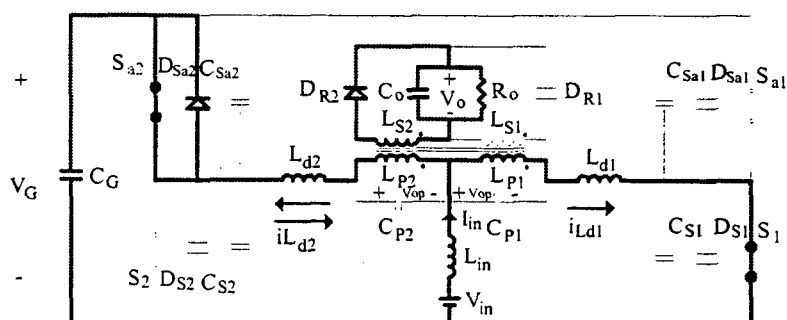 S_a2 D_Sa2 C_Sa2
C_Sa1 D_Sa1 S_a1
+
D_R2 C_o + V_o - R_o D_R1
L_S2 L_S1
V_G C_G L_d2 L_P2 L_P1 L_d1
+ V_op - + V_op -
iL_d2 C_P2 I_in C_P1 i_Ld1 C_S1 D_S1 S_1
L_in
-
S_2 D_S2 C_S2
V_in